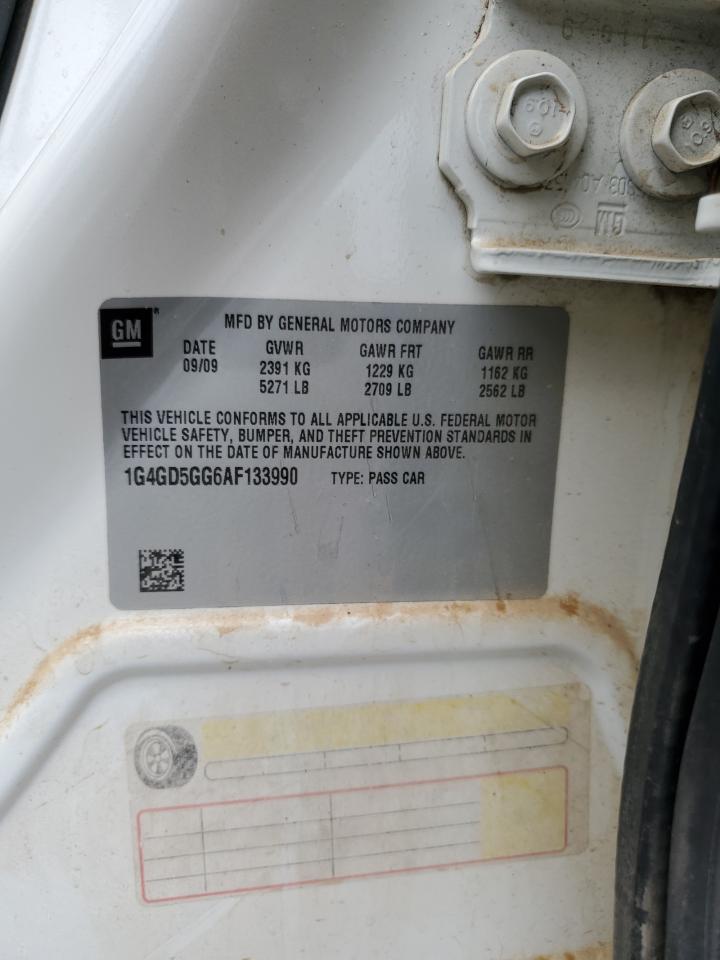 GM
MFD BY GENERAL MOTORS COMPANY
DATE GVWR GAWR FRT GAWR RR
09/09 2391 KG 1229 KG 1162 KG
5271 LB 2709 LB 2562 LB
THIS VEHICLE CONFORMS TO ALL APPLICABLE U.S. FEDERAL MOTOR
VEHICLE SAFETY, BUMPER, AND THEFT PREVENTION STANDARDS IN
EFFECT ON THE DATE OF MANUFACTURE SHOWN ABOVE.
1G4GD5GG6AF133990 TYPE: PASS CAR
GM